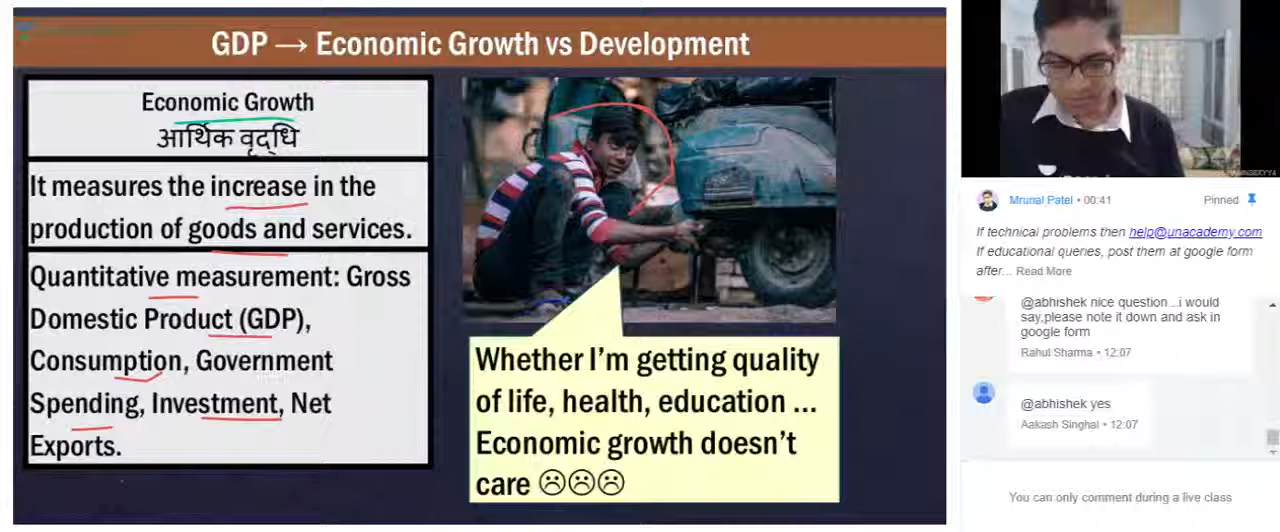 GDP → Economic Growth vs Development
Economic Growth
आर्थिक वृद्धि
It measures the increase in the
production of goods and services.
Quantitative measurement: Gross
Domestic Product (GDP),
Consumption, Government
Spending, Investment, Net
Exports.
Whether I'm getting quality
of life, health, education ...
Economic growth doesn't
care ☹☹☹
Mrunal Patel • 00:41 Pinned
If technical problems then help@unacademy.com
If educational queries, post them at google form
after... Read More
@abhishek nice question...i would
say,please note it down and ask in
google form
Rahul Sharma • 12:07
@abhishek yes
Aakash Singhal • 12:07
You can only comment during a live class